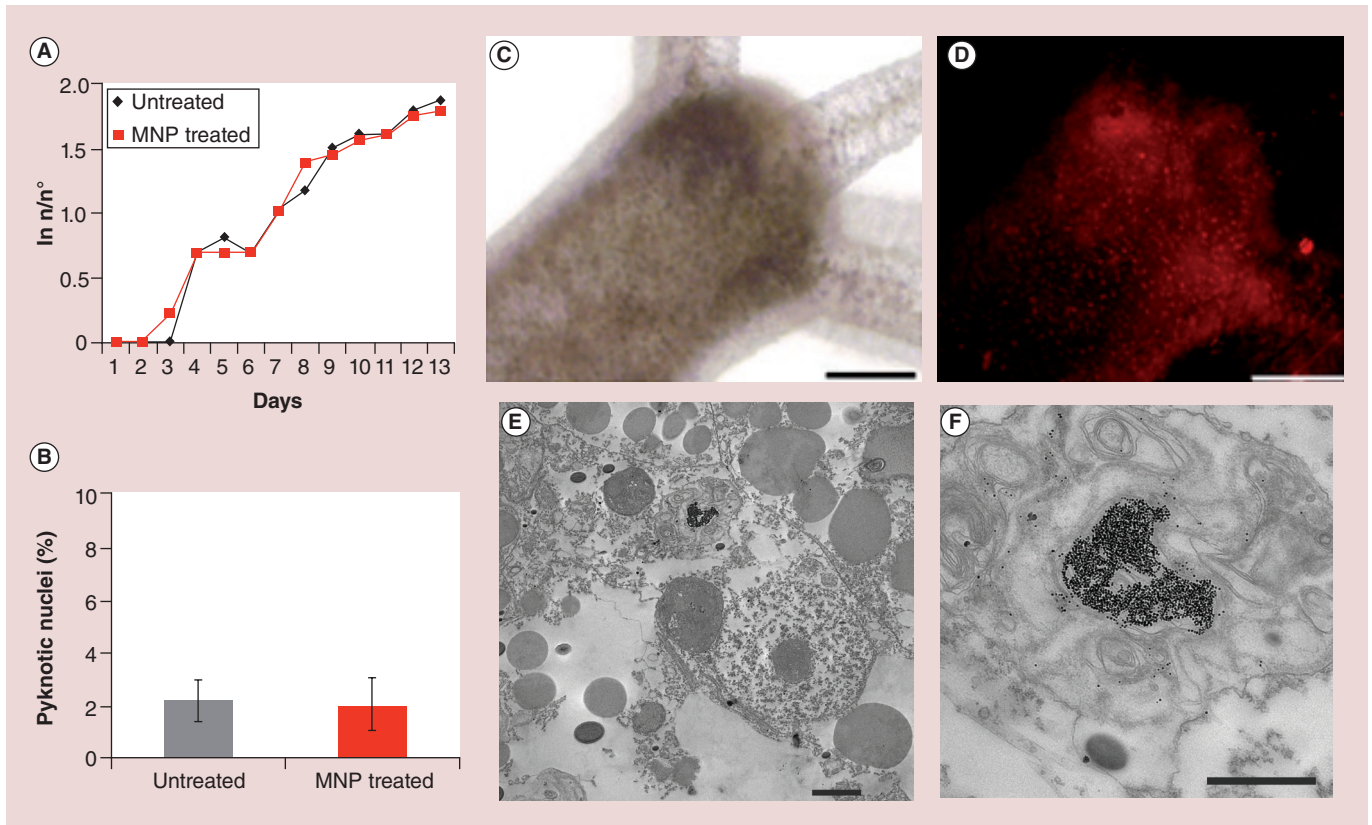 A
2.0
1.5
1.0
0.5
0
ln n/n°
Untreated
MNP treated
1 2 3 4 5 6 7 8 9 10 11 12 13
Days
B
10
8
6
4
2
0
Pyknotic nuclei (%)
Untreated MNP treated
C
D
E
F